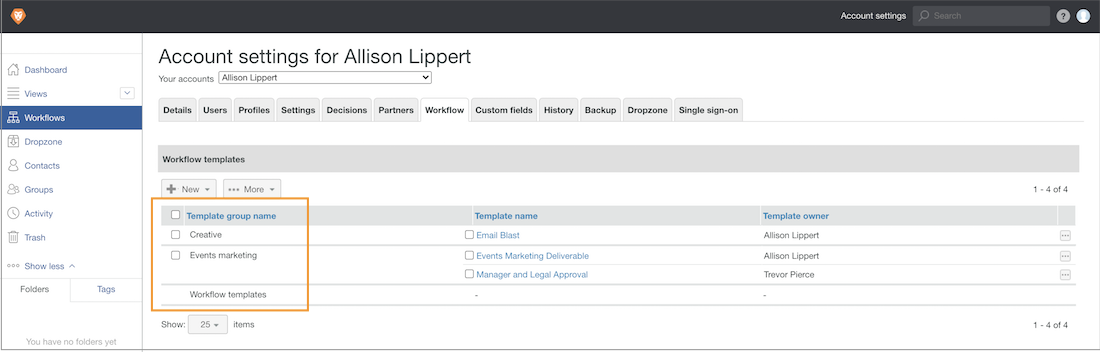 Account settings
Search
?
Dashboard
Views
Workflows
Dropzone
Contacts
Groups
Activity
Trash
Show less
Folders Tags
You have no folders yet
Account settings for Allison Lippert
Your accounts Allison Lippert
Details Users Profiles Settings Decisions Partners Workflow Custom fields History Backup Dropzone Single sign-on
Workflow templates
New More 1 - 4 of 4
Template group name Template name Template owner
Creative Email Blast Allison Lippert
Events marketing Events Marketing Deliverable Allison Lippert
Manager and Legal Approval Trevor Pierce
Workflow templates - -
Show: 25 items 1 - 4 of 4